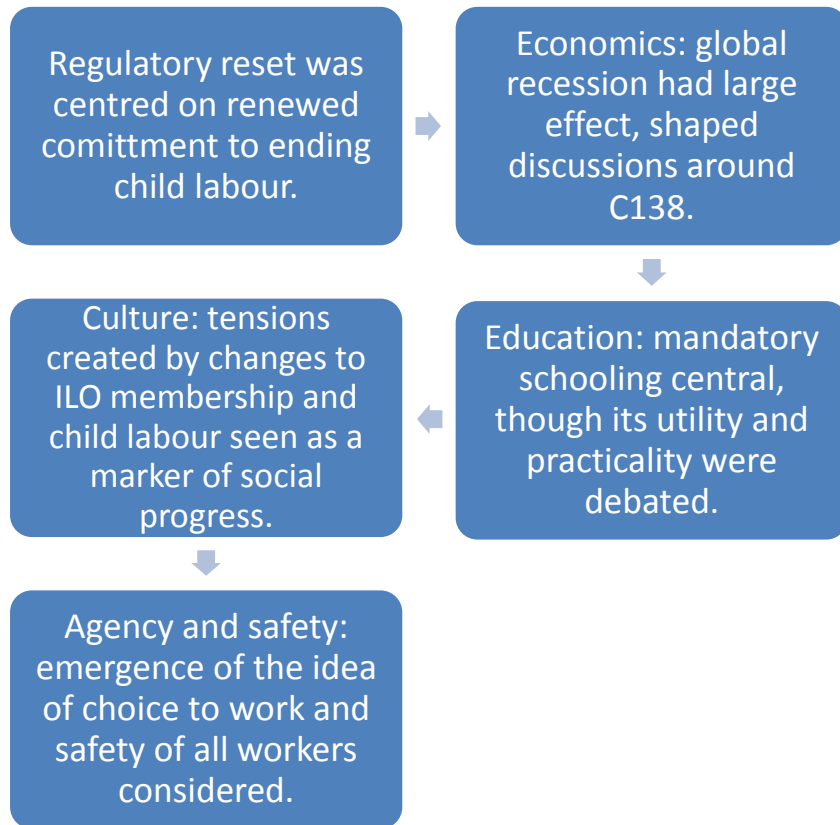 Regulatory reset was
centred on renewed
comittment to ending
child labour.
Economics: global
recession had large
effect, shaped
discussions around
C138.
Education: mandatory
schooling central,
though its utility and
practicality were
debated.
Culture: tensions
created by changes to
ILO membership and
child labour seen as a
marker of social
progress.
Agency and safety:
emergence of the idea
of choice to work and
safety of all workers
considered.